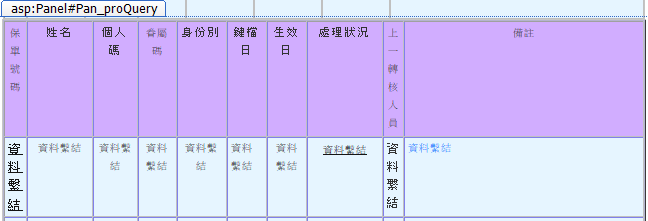 asp:Panel#Pan_proQuery
保單號碼 姓名 個人碼 眷屬碼 身份別 鍵檔日 生效日 處理狀況 上一轉核人員 備註
資料繫結 資料繫結 資料繫結 資料繫結 資料繫結 資料繫結 資料繫結 資料繫結 資料繫結 資料繫結